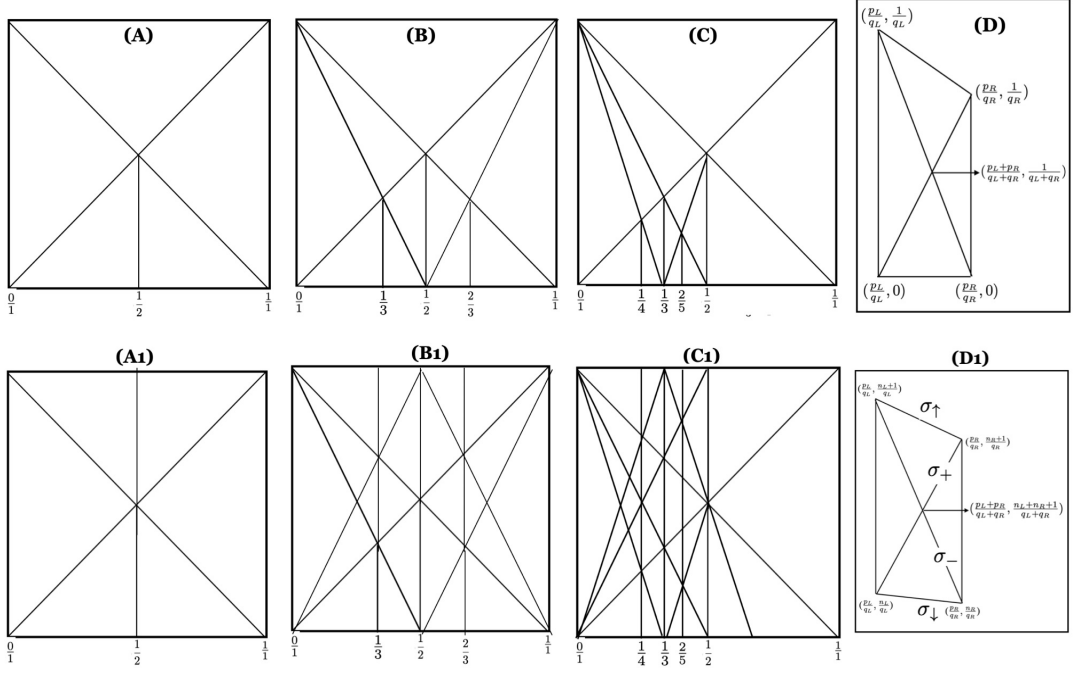 (A)
0/1
1/2
1/1
(B)
0/1
1/3
1/2
2/3
1/1
(C)
0/1
1/4
1/3
2/5
1/2
1/1
(D)
(p_L/q_L, 1/q_L)
(p_R/q_R, 1/q_R)
(p_L+p_R/q_L+q_R, 1/q_L+q_R)
(p_L/q_L, 0)
(p_R/q_R, 0)
(A1)
0/1
1/2
1/1
(B1)
0/1
1/3
1/2
2/3
1/1
(C1)
0/1
1/4
1/3
2/5
1/2
1/1
(D1)
(p_L/q_L, n_L+1/q_L)
σ↑
(p_R/q_R, n_R+1/q_R)
σ+
(p_L+p_R/q_L+q_R, n_L+n_R+1/q_L+q_R)
σ−
(p_L/q_L, n_L/q_L)
σ↓
(p_R/q_R, n_R/q_R)